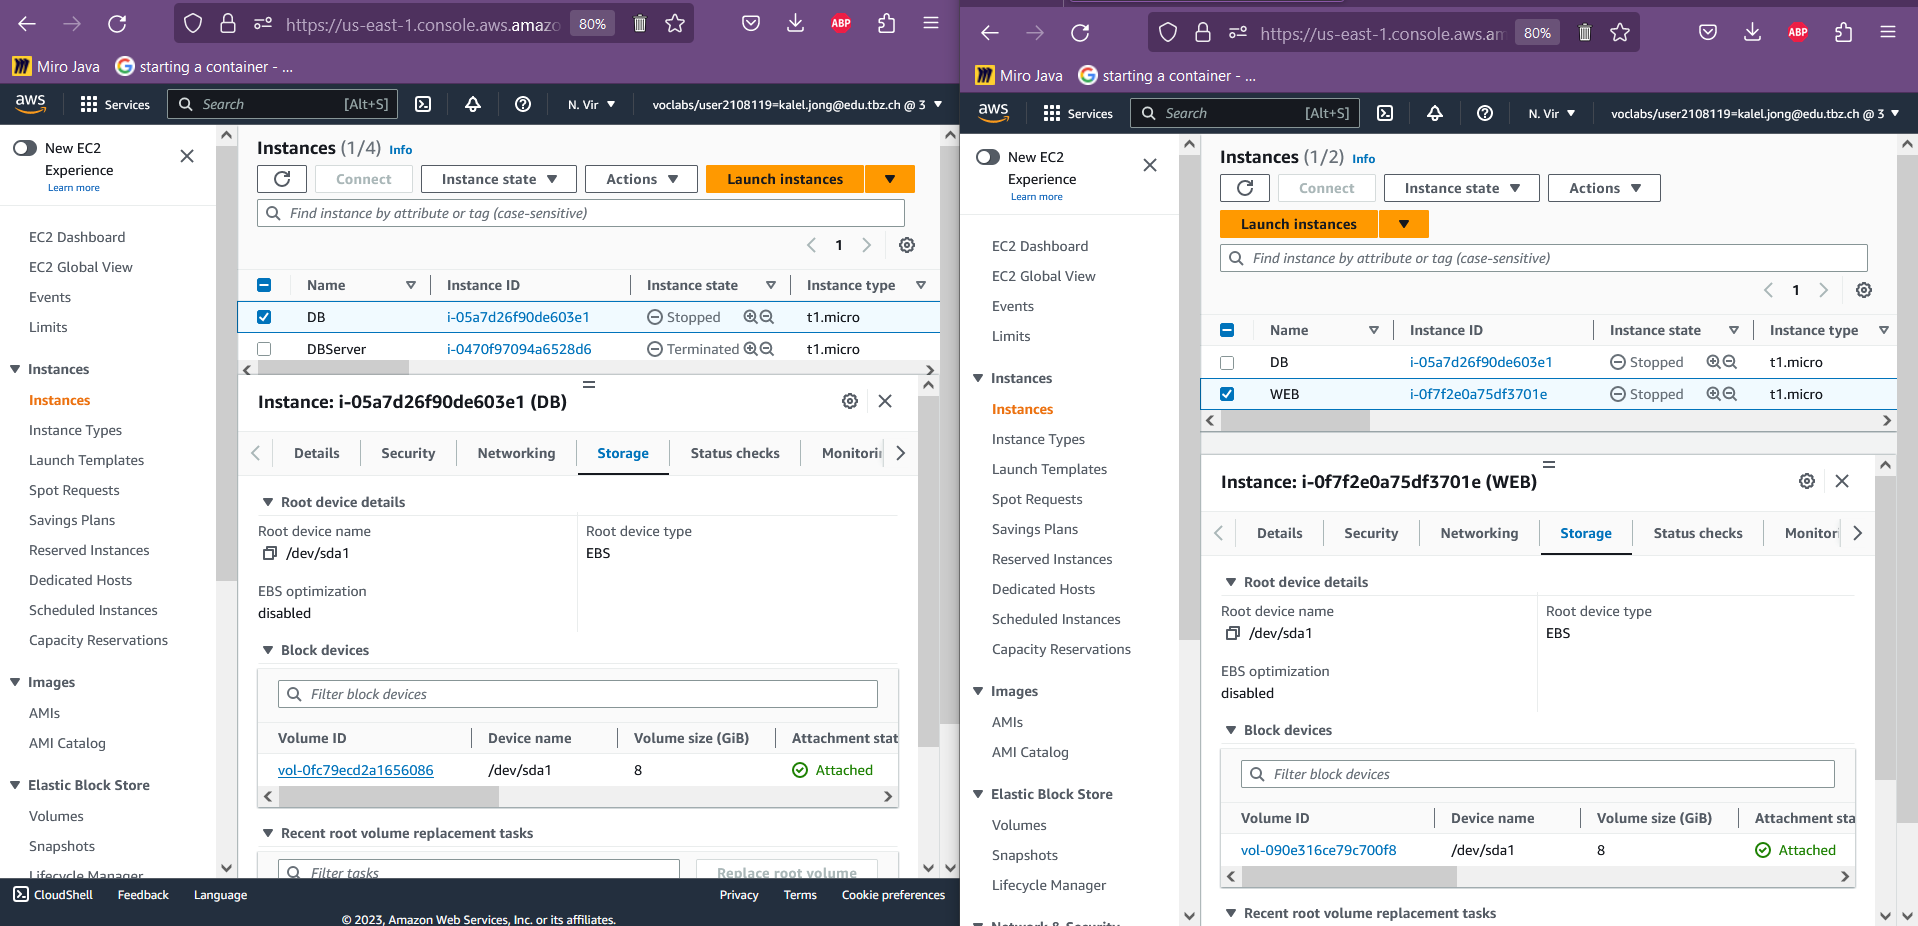 https://us-east-1.console.aws.amazo 80% ABP
Miro Java starting a container - ...
aws Services Search [Alt+S] N. Vir voclabs/user2108119=kalel.jong@edu.tbz.ch @ 3
New EC2
Experience
Learn more
EC2 Dashboard
EC2 Global View
Events
Limits
Instances
Instances
Instance Types
Launch Templates
Spot Requests
Savings Plans
Reserved Instances
Dedicated Hosts
Scheduled Instances
Capacity Reservations
Images
AMIs
AMI Catalog
Elastic Block Store
Volumes
Snapshots
Lifecycle Manager
Instances (1/4) Info
Connect Instance state Actions Launch instances
Find instance by attribute or tag (case-sensitive)
1
Name Instance ID Instance state Instance type
DB i-05a7d26f90de603e1 Stopped t1.micro
DBServer i-0470f97094a6528d6 Terminated t1.micro
Instance: i-05a7d26f90de603e1 (DB)
Details Security Networking Storage Status checks Monitorin
Root device details
Root device name Root device type
/dev/sda1 EBS
EBS optimization
disabled
Block devices
Filter block devices
Volume ID Device name Volume size (GiB) Attachment stat
vol-0fc79ecd2a1656086 /dev/sda1 8 Attached
Recent root volume replacement tasks
Filter tasks Replace root volume
CloudShell Feedback Language Privacy Terms Cookie preferences
© 2023, Amazon Web Services, Inc. or its affiliates.
https://us-east-1.console.aws.am 80% ABP
Miro Java starting a container - ...
aws Services Search [Alt+S] N. Vir voclabs/user2108119=kalel.jong@edu.tbz.ch @ 3
New EC2
Experience
Learn more
EC2 Dashboard
EC2 Global View
Events
Limits
Instances
Instances
Instance Types
Launch Templates
Spot Requests
Savings Plans
Reserved Instances
Dedicated Hosts
Scheduled Instances
Capacity Reservations
Images
AMIs
AMI Catalog
Elastic Block Store
Volumes
Snapshots
Lifecycle Manager
Network & Security
Instances (1/2) Info
Connect Instance state Actions
Launch instances
Find instance by attribute or tag (case-sensitive)
1
Name Instance ID Instance state Instance type
DB i-05a7d26f90de603e1 Stopped t1.micro
WEB i-0f7f2e0a75df3701e Stopped t1.micro
Instance: i-0f7f2e0a75df3701e (WEB)
Details Security Networking Storage Status checks Monitor
Root device details
Root device name Root device type
/dev/sda1 EBS
EBS optimization
disabled
Block devices
Filter block devices
Volume ID Device name Volume size (GiB) Attachment sta
vol-090e316ce79c700f8 /dev/sda1 8 Attached
Recent root volume replacement tasks